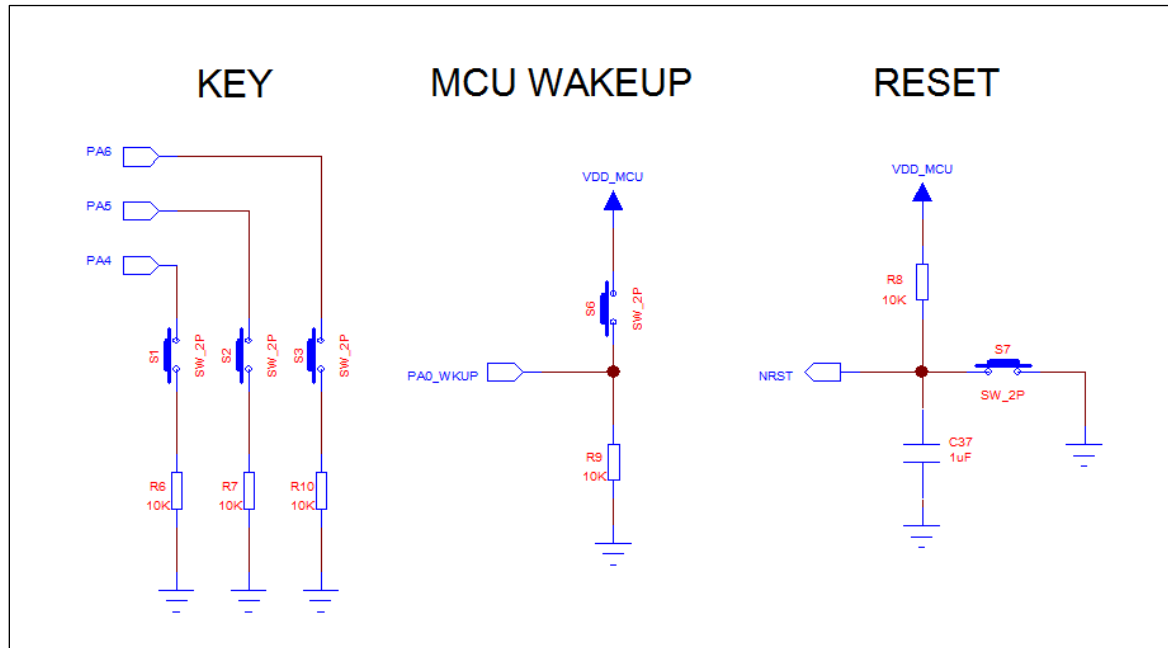 KEY
MCU WAKEUP
RESET
PA6
PA5
PA4
S1
SW_2P
S2
SW_2P
S3
SW_2P
R6
10K
R7
10K
R10
10K
VDD_MCU
S6
SW_2P
PA0_WKUP
R9
10K
VDD_MCU
R8
10K
S7
SW_2P
NRST
C37
1uF